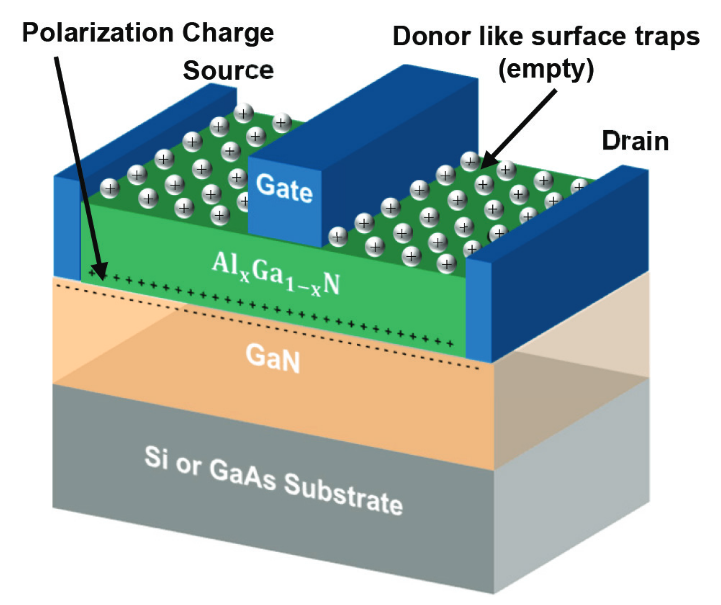 Polarization Charge
Donor like surface traps
(empty)
Source
Drain
Gate
AlₓGa₁₋ₓN
GaN
Si or GaAs Substrate